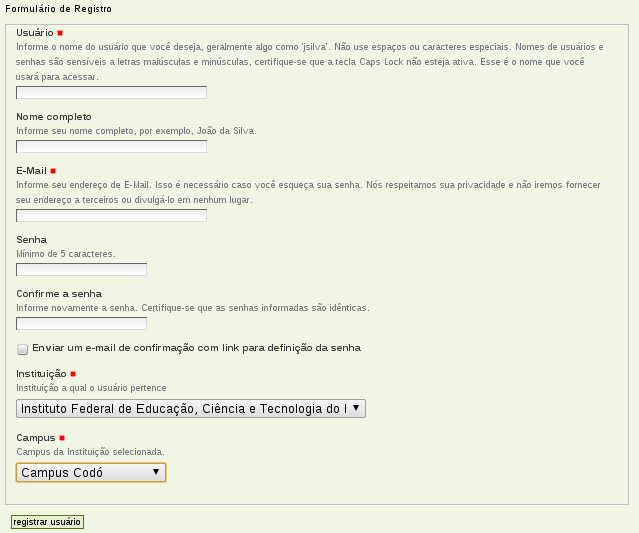 Formulário de Registro
Usuário
Informe o nome do usuário que você deseja, geralmente algo como 'jsilva'. Não use espaços ou caracteres especiais. Nomes de usuários e
senhas são sensíveis a letras maiúsculas e minúsculas, certifique-se que a tecla Caps Lock não esteja ativa. Esse é o nome que você
usará para acessar.
Nome completo
Informe seu nome completo, por exemplo, João da Silva.
E-Mail
Informe seu endereço de E-Mail. Isso é necessário caso você esqueça sua senha. Nós respeitamos sua privacidade e não iremos fornecer
seu endereço a terceiros ou divulgá-lo em nenhum lugar.
Senha
Mínimo de 5 caracteres.
Confirme a senha
Informe novamente a senha. Certifique-se que as senhas informadas são idênticas.
Enviar um e-mail de confirmação com link para definição da senha
Instituição
Instituição a qual o usuário pertence
Instituto Federal de Educação, Ciência e Tecnologia do
Campus
Campus da Instituição selecionada.
Campus Codó
registrar usuário